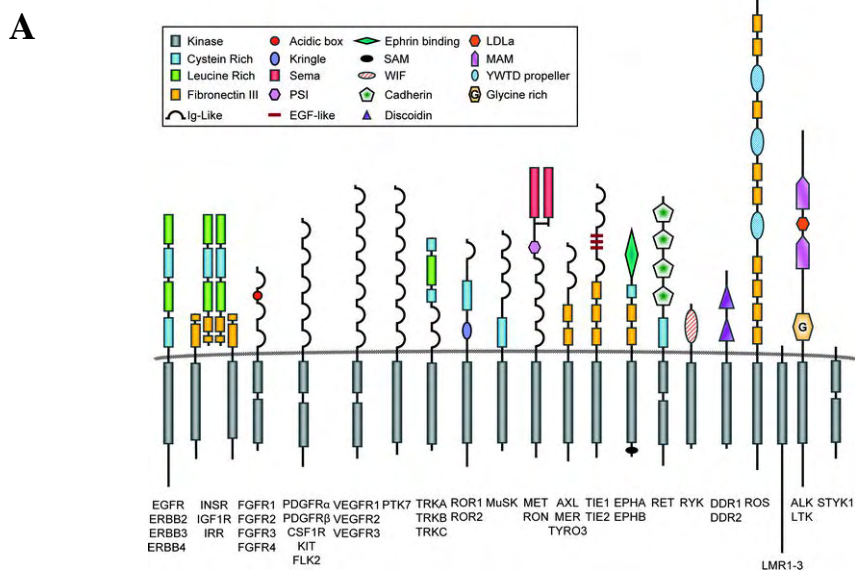 A
Kinase
Cystein Rich
Leucine Rich
Fibronectin III
Ig-Like
Acidic box
Kringle
Sema
PSI
EGF-like
Ephrin binding
SAM
WIF
Cadherin
Discoidin
LDLa
MAM
YWTD propeller
G Glycine rich
G
EGFR
ERBB2
ERBB3
ERBB4
INSR
IGF1R
IRR
FGFR1
FGFR2
FGFR3
FGFR4
PDGFRα
PDGFRβ
CSF1R
KIT
FLK2
VEGFR1
VEGFR2
VEGFR3
PTK7
TRKA
TRKB
TRKC
ROR1
ROR2
MuSK
MET
RON
AXL
MER
TYRO3
TIE1
TIE2
EPHA
EPHB
RET
RYK
DDR1
DDR2
ROS
LMR1-3
ALK
LTK
STYK1